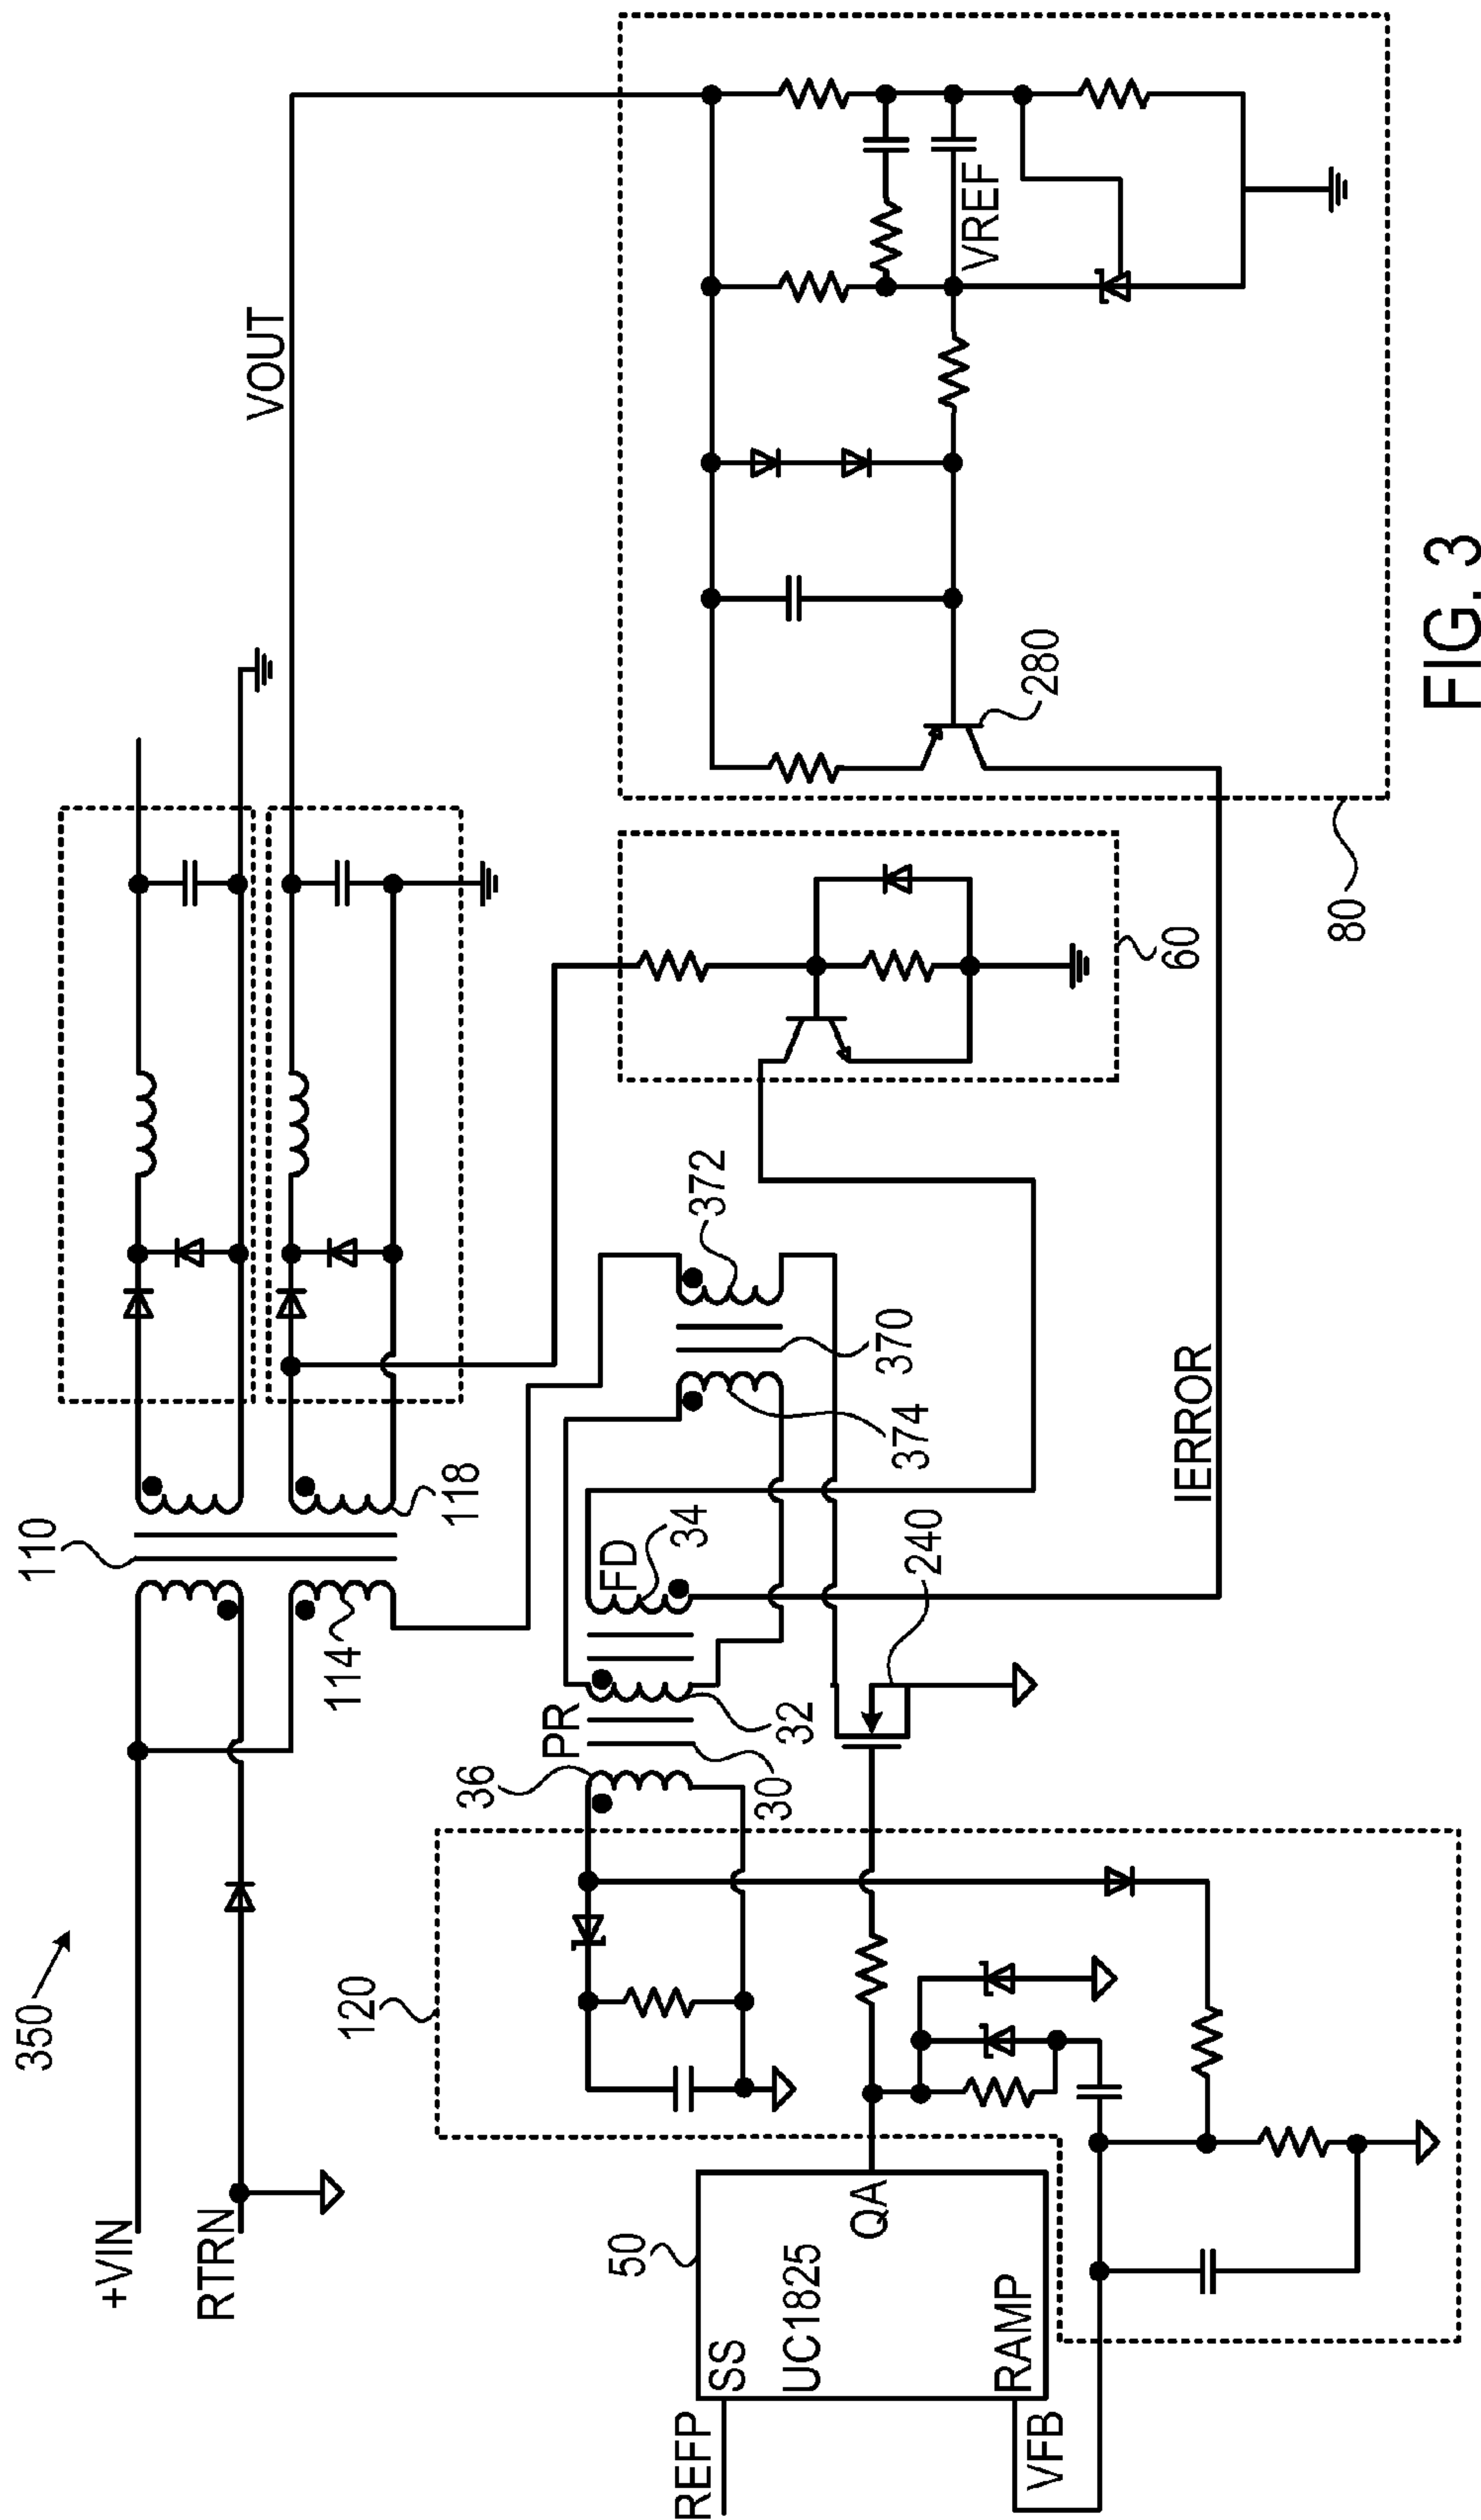 350
+VIN
RTRN
110
114
118
VOUT
120
36
PR
FD
34
32
30
372
370
374
240
60
280
VREF
80
IERROR
50
SS
UC1825
QA
RAMP
REFP
VFB
FIG. 3